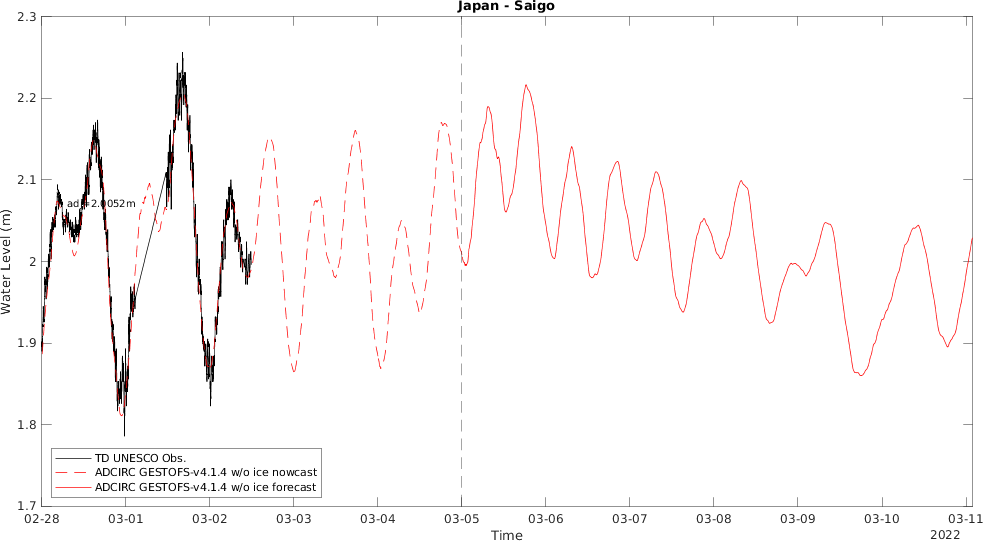 Japan - Saigo
2.3
2.2
2.1
2
1.9
1.8
1.7
Water Level (m)
adj=2.0052m
TD UNESCO Obs.
ADCIRC GESTOFS-v4.1.4 w/o ice nowcast
ADCIRC GESTOFS-v4.1.4 w/o ice forecast
02-28 03-01 03-02 03-03 03-04 03-05 03-06 03-07 03-08 03-09 03-10 03-11
Time
2022